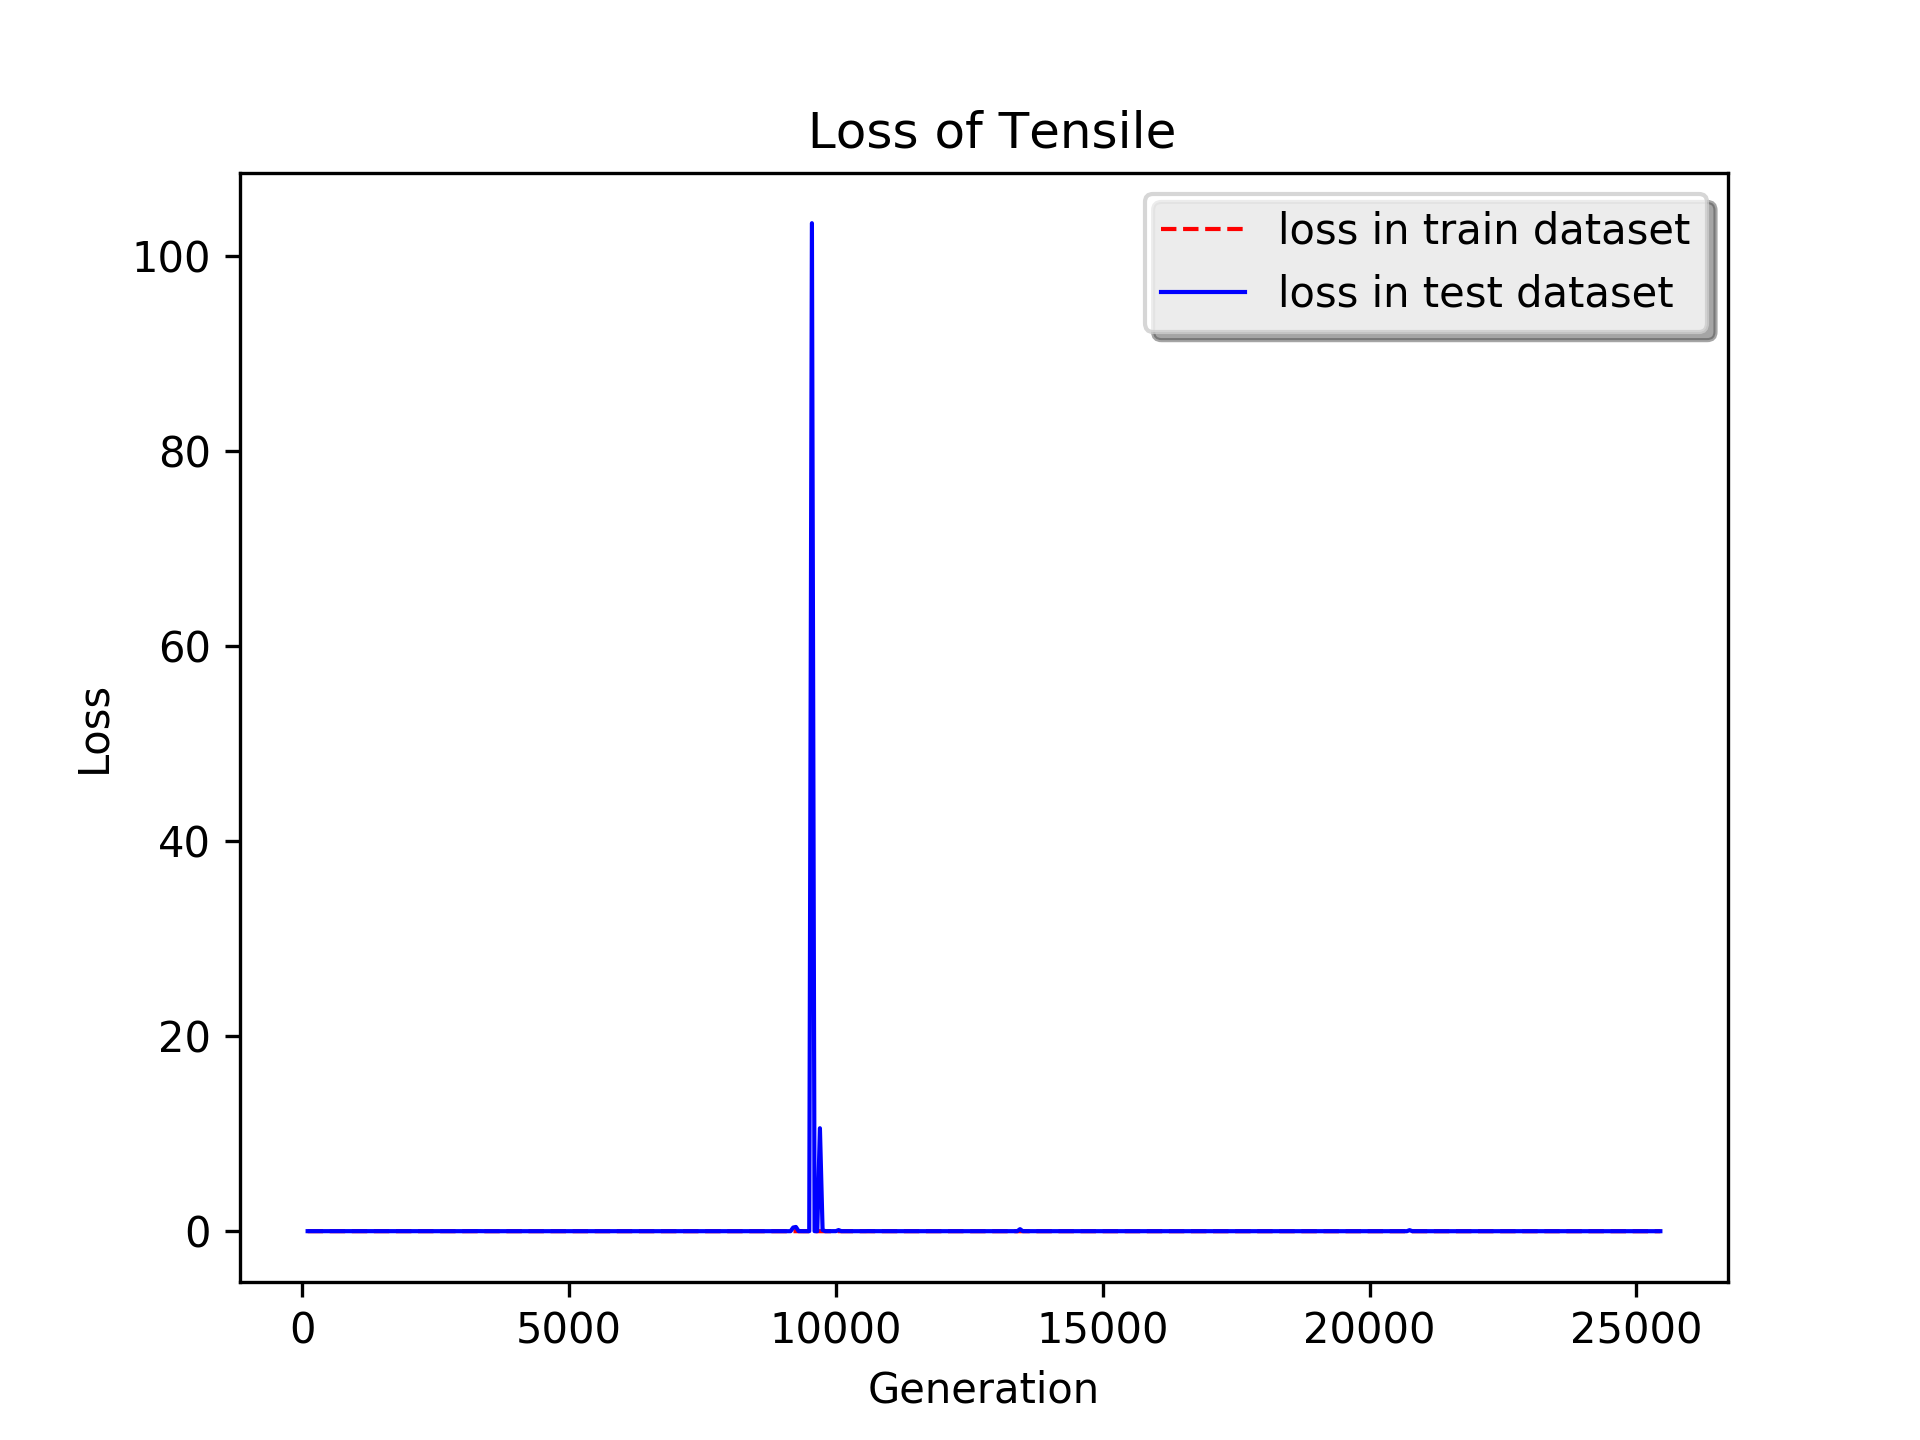 Loss of Tensile
loss in train dataset
loss in test dataset
100
80
60
40
20
0
Loss
0 5000 10000 15000 20000 25000
Generation